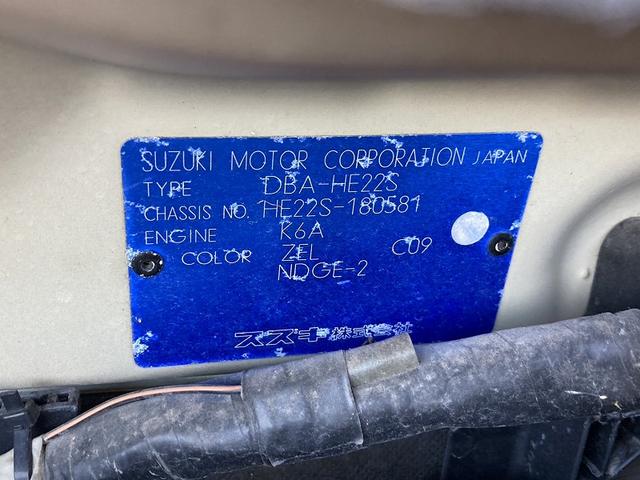 SUZUKI MOTOR CORPORATION JAPAN
TYPE DBA-HE22S
CHASSIS NO. HE22S-180581
ENGINE K6A
COLOR ZEL C09
NDGE-2
スズキ株式会社